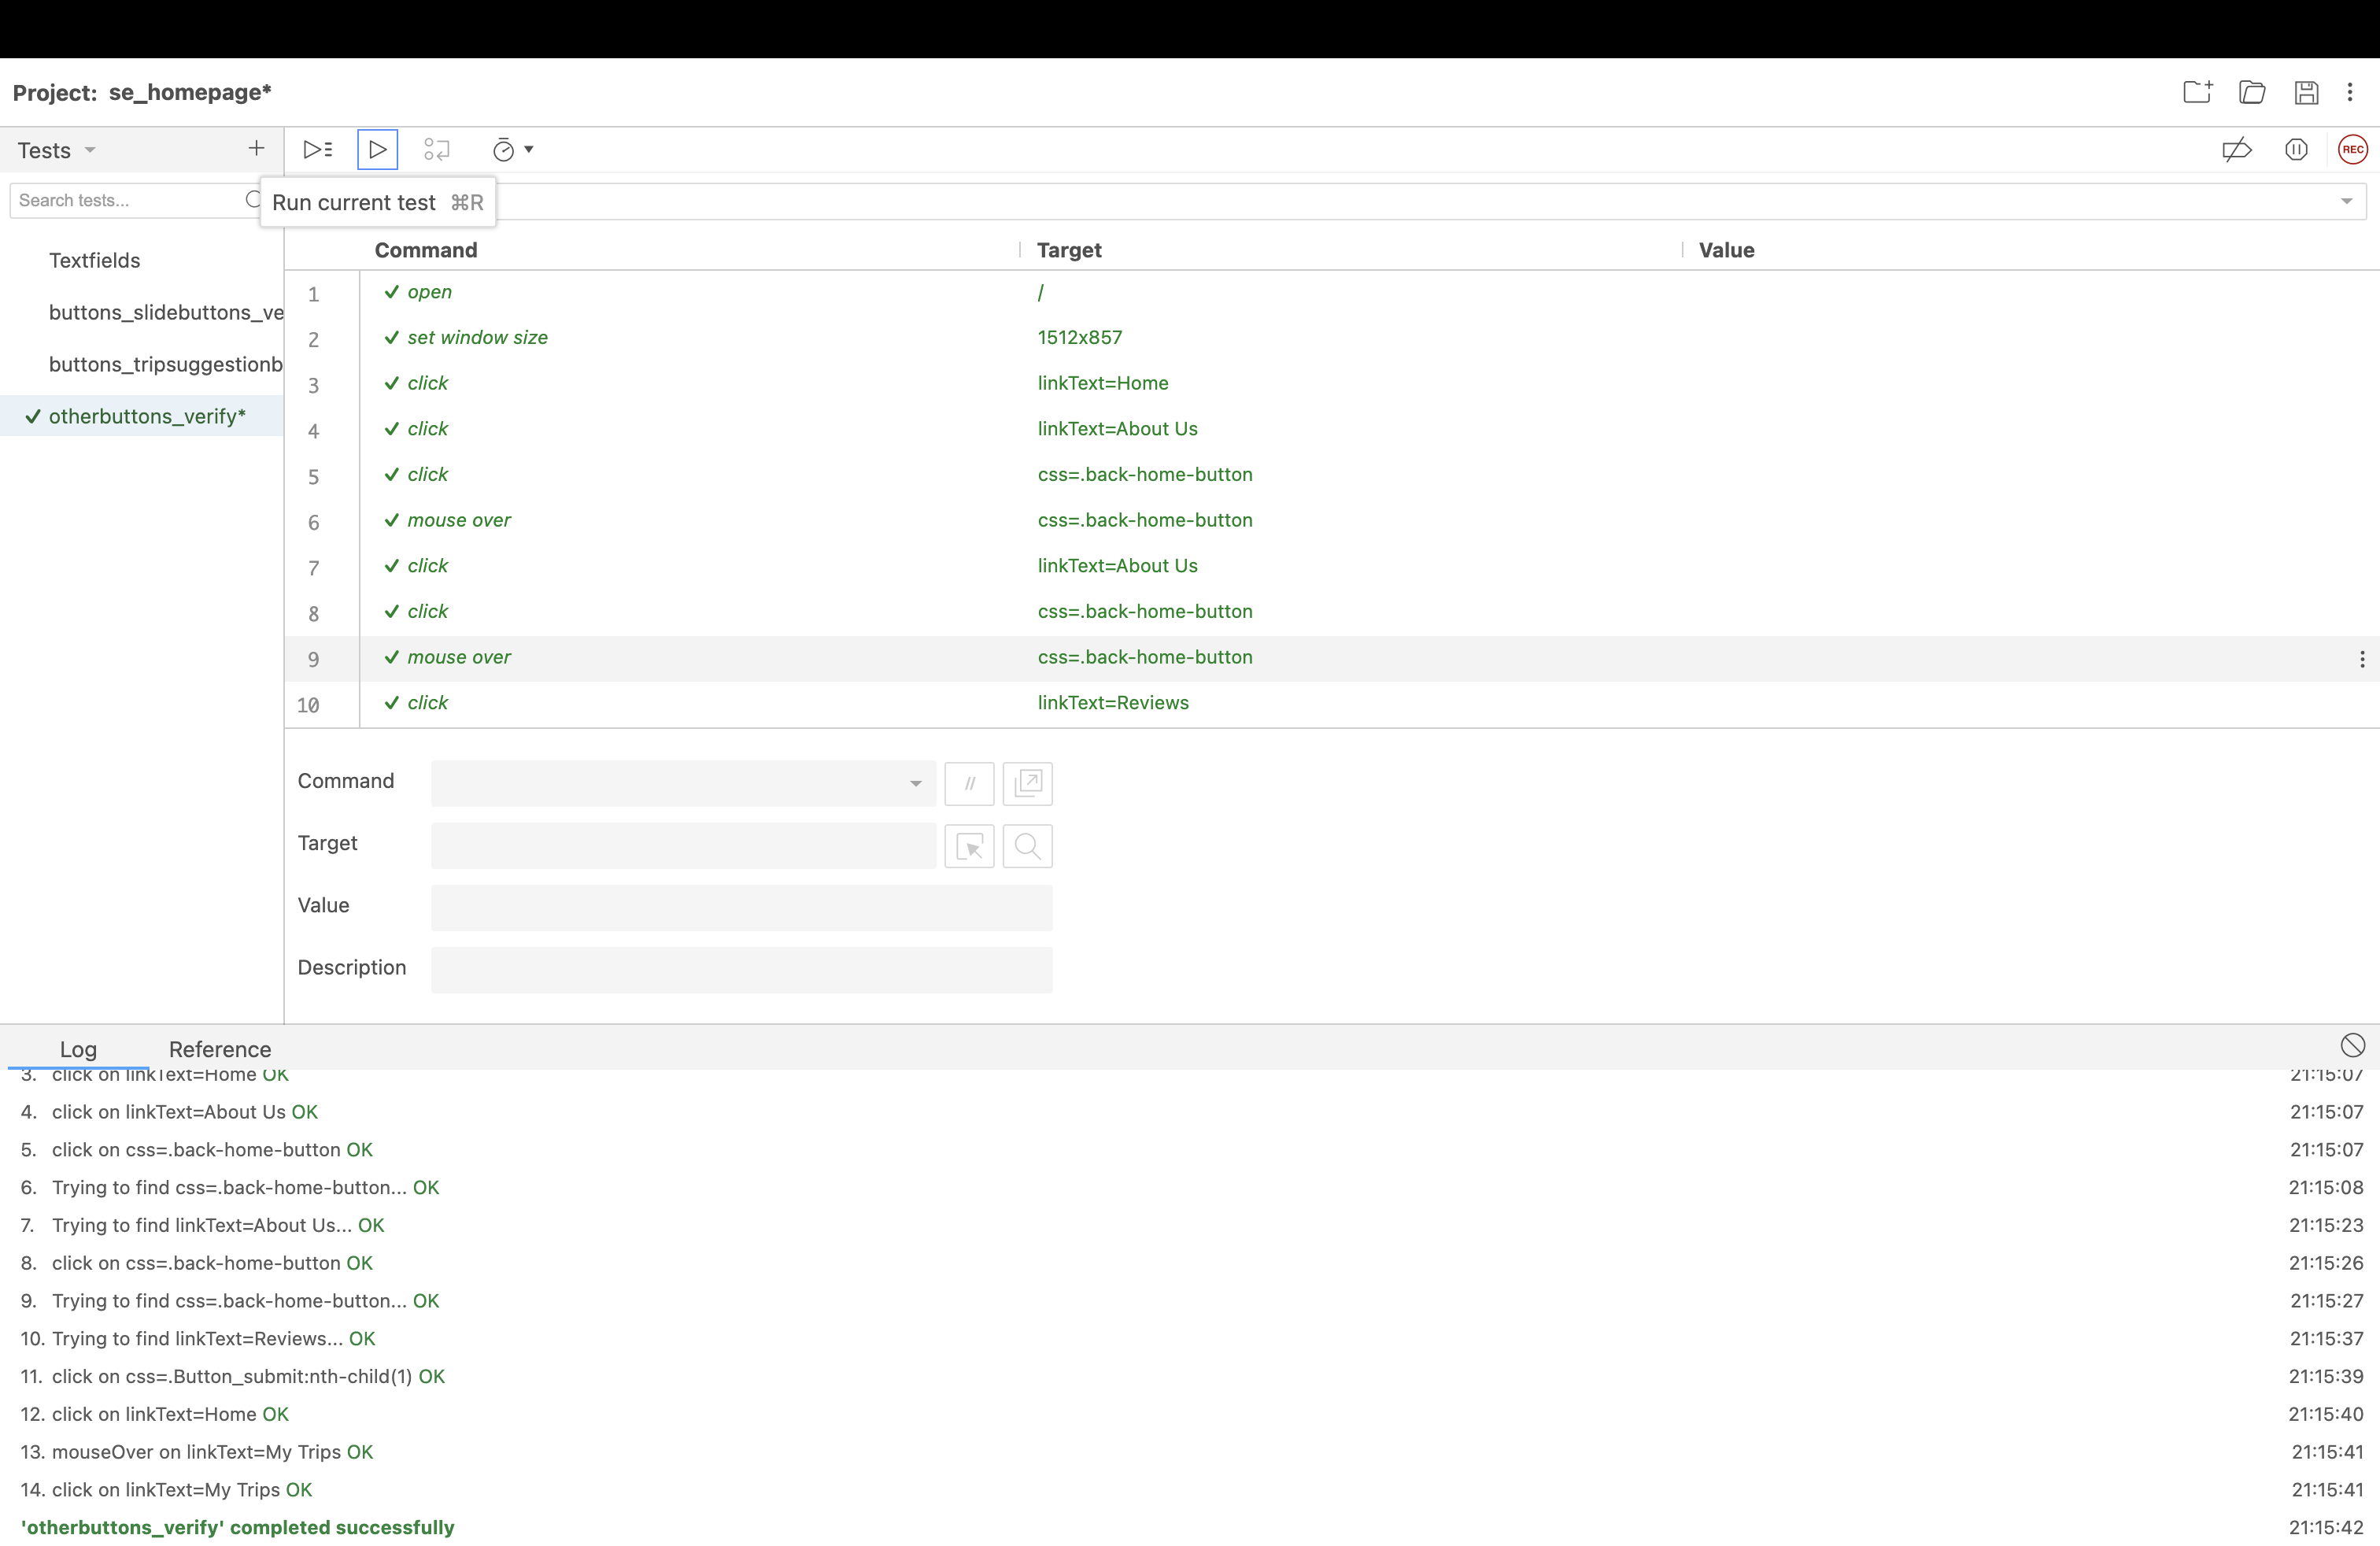 Project: se_homepage*
Tests
REC
Search tests...
Run current test ⌘R
Command Target Value
Textfields
buttons_slidebuttons_ve
buttons_tripsuggestionb
otherbuttons_verify*
1 open /
2 set window size 1512x857
3 click linkText=Home
4 click linkText=About Us
5 click css=.back-home-button
6 mouse over css=.back-home-button
7 click linkText=About Us
8 click css=.back-home-button
9 mouse over css=.back-home-button
10 click linkText=Reviews
Command //
Target
Value
Description
Log Reference
3. click on linkText=Home OK 21:15:07
4. click on linkText=About Us OK 21:15:07
5. click on css=.back-home-button OK 21:15:07
6. Trying to find css=.back-home-button... OK 21:15:08
7. Trying to find linkText=About Us... OK 21:15:23
8. click on css=.back-home-button OK 21:15:26
9. Trying to find css=.back-home-button... OK 21:15:27
10. Trying to find linkText=Reviews... OK 21:15:37
11. click on css=.Button_submit:nth-child(1) OK 21:15:39
12. click on linkText=Home OK 21:15:40
13. mouseOver on linkText=My Trips OK 21:15:41
14. click on linkText=My Trips OK 21:15:41
'otherbuttons_verify' completed successfully 21:15:42